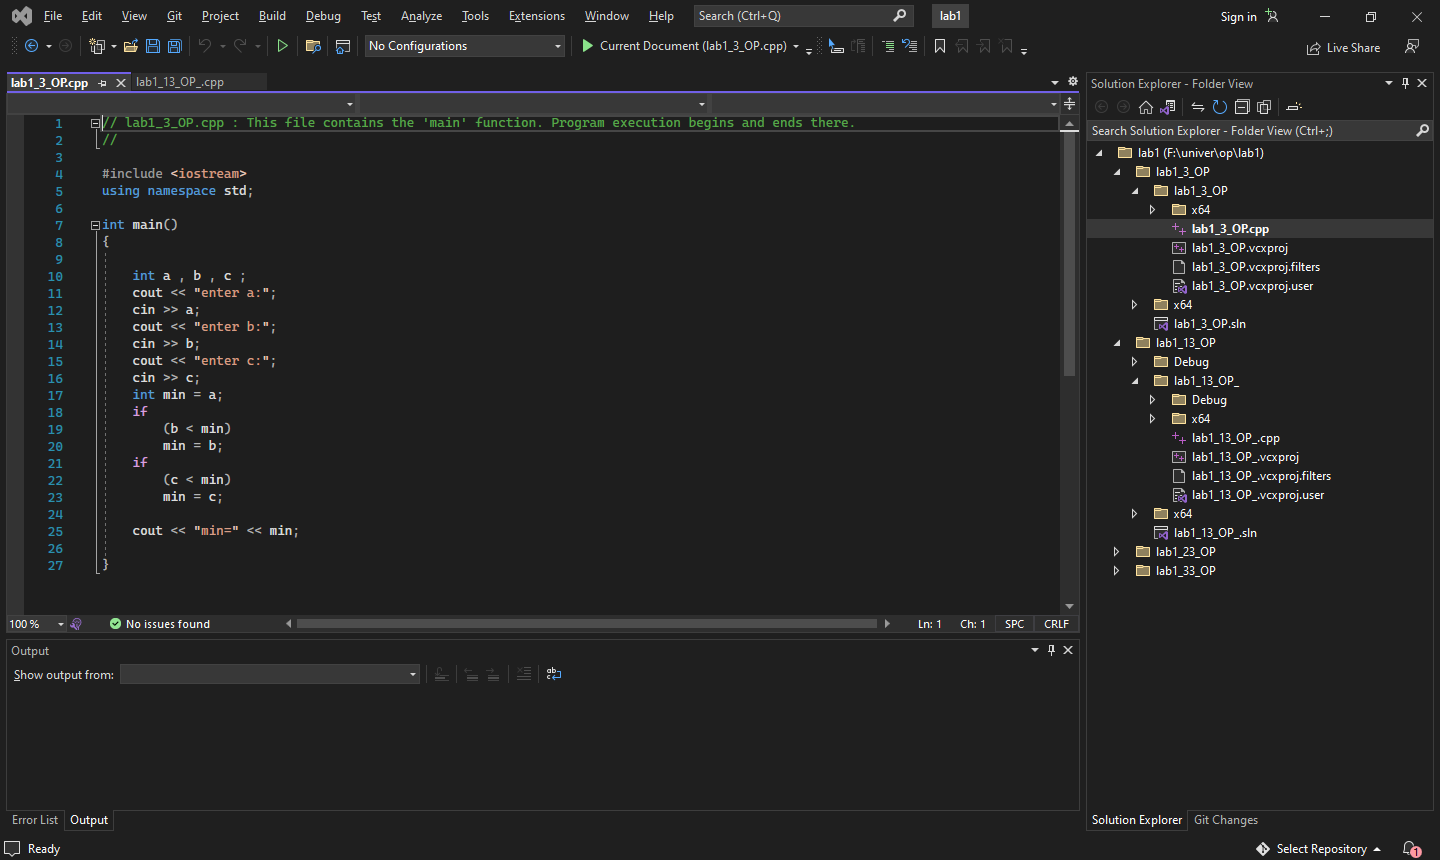 File Edit View Git Project Build Debug Test Analyze Tools Extensions Window Help Search (Ctrl+Q) lab1 Sign in
No Configurations Current Document (lab1_3_OP.cpp) Live Share
lab1_3_OP.cpp lab1_13_OP_.cpp
1 // lab1_3_OP.cpp : This file contains the 'main' function. Program execution begins and ends there.
2 //
3
4 #include <iostream>
5 using namespace std;
6
7 int main()
8 {
9
10 int a , b , c ;
11 cout << "enter a:";
12 cin >> a;
13 cout << "enter b:";
14 cin >> b;
15 cout << "enter c:";
16 cin >> c;
17 int min = a;
18 if
19 (b < min)
20 min = b;
21 if
22 (c < min)
23 min = c;
24
25 cout << "min=" << min;
26
27 }
100 % No issues found Ln: 1 Ch: 1 SPC CRLF
Output
Show output from:
Error List Output
Solution Explorer - Folder View
Search Solution Explorer - Folder View (Ctrl+;)
lab1 (F:\univer\op\lab1)
lab1_3_OP
lab1_3_OP
x64
lab1_3_OP.cpp
lab1_3_OP.vcxproj
lab1_3_OP.vcxproj.filters
lab1_3_OP.vcxproj.user
x64
lab1_3_OP.sln
lab1_13_OP
Debug
lab1_13_OP_
Debug
x64
lab1_13_OP_.cpp
lab1_13_OP_.vcxproj
lab1_13_OP_.vcxproj.filters
lab1_13_OP_.vcxproj.user
x64
lab1_13_OP_.sln
lab1_23_OP
lab1_33_OP
Solution Explorer Git Changes
Ready Select Repository 1